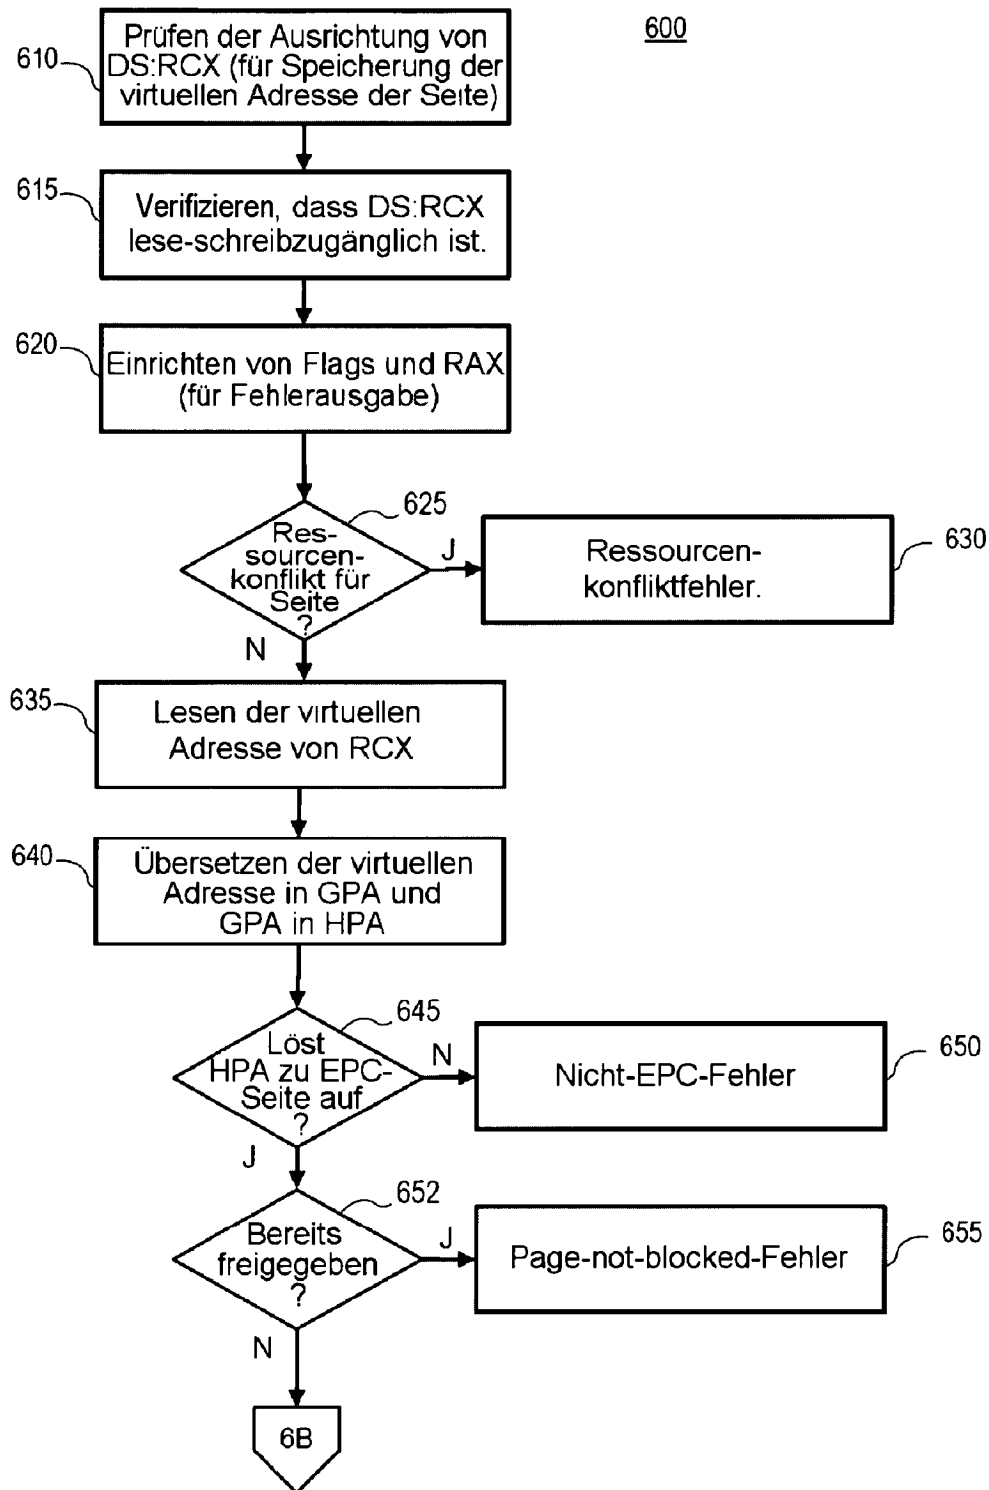 600
610
Prüfen der Ausrichtung von
DS:RCX (für Speicherung der
virtuellen Adresse der Seite)
615
Verifizieren, dass DS:RCX
lese-schreibzugänglich ist.
620
Einrichten von Flags und RAX
(für Fehlerausgabe)
625
Res-
sourcen-
konflikt für
Seite
?
J
N
630
Ressourcen-
konfliktfehler.
635
Lesen der virtuellen
Adresse von RCX
640
Übersetzen der virtuellen
Adresse in GPA und
GPA in HPA
645
Löst
HPA zu EPC-
Seite auf
?
N
J
650
Nicht-EPC-Fehler
652
Bereits
freigegeben
?
J
N
655
Page-not-blocked-Fehler
6B